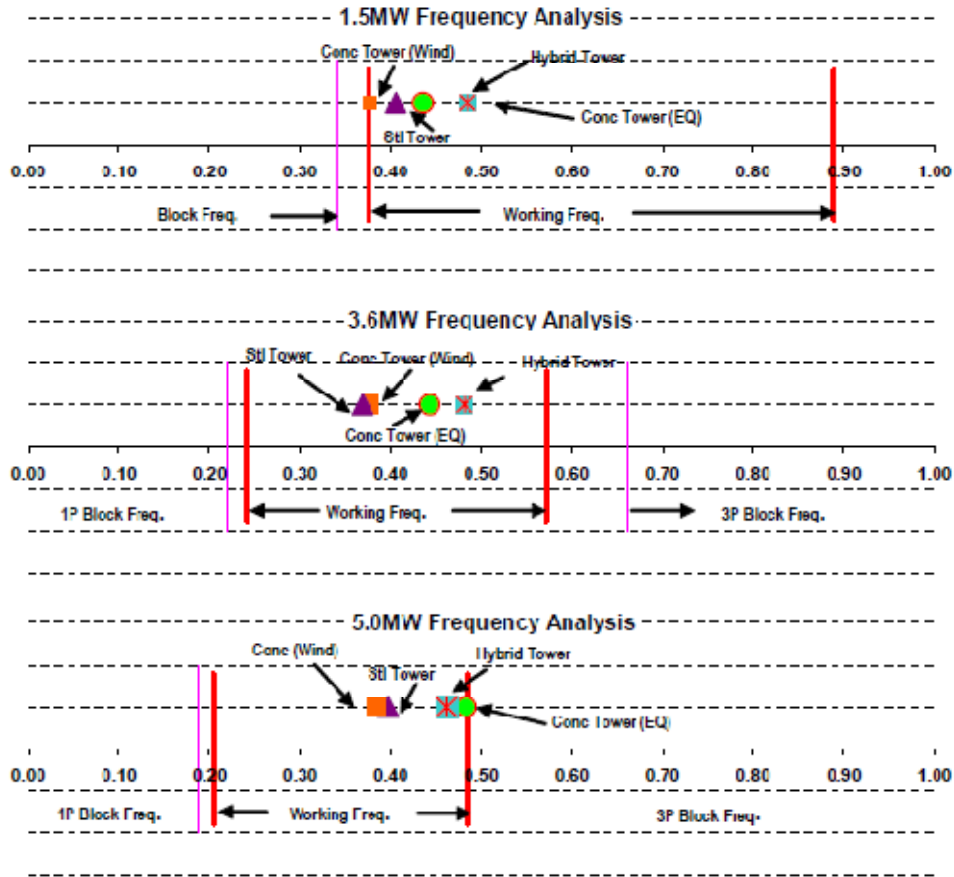 1.5MW Frequency Analysis
Conc Tower (Wind)
Hybrid Tower
Conc Tower (EQ)
Stl Tower
0.00 0.10 0.20 0.30 0.40 0.50 0.60 0.70 0.80 0.90 1.00
Block Freq. Working Freq.
3.6MW Frequency Analysis
Stl Tower Conc Tower (Wind) Hybrid Tower
Conc Tower (EQ)
0.00 0.10 0.20 0.30 0.40 0.50 0.60 0.70 0.80 0.90 1.00
1P Block Freq. Working Freq. 3P Block Freq.
5.0MW Frequency Analysis
Conc (Wind) Hybrid Tower
Stl Tower
Conc Tower (EQ)
0.00 0.10 0.20 0.30 0.40 0.50 0.60 0.70 0.80 0.90 1.00
1P Block Freq. Working Freq. 3P Block Freq.